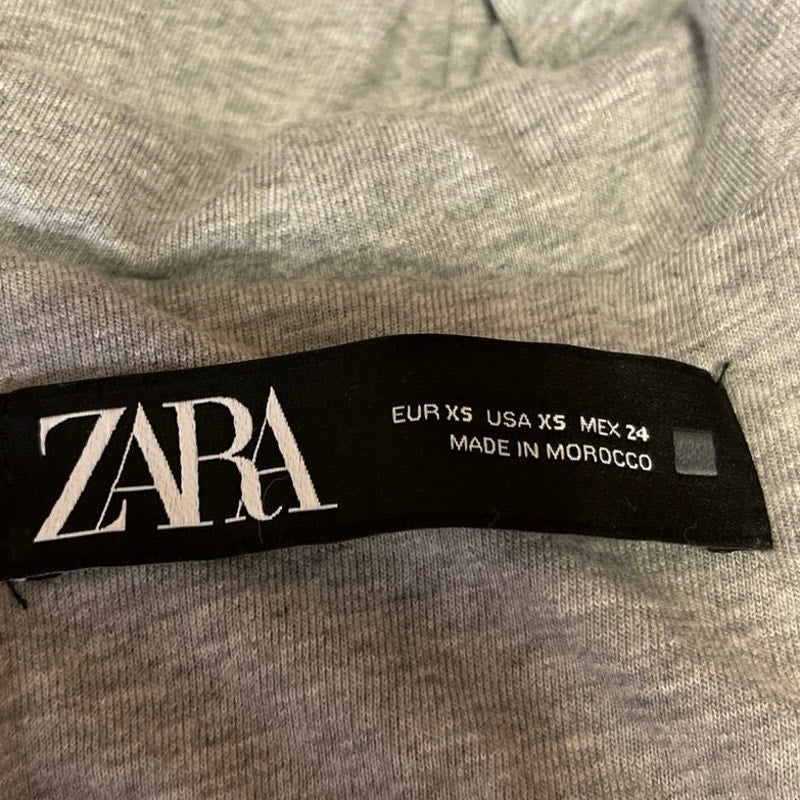 ZARA
EUR XS USA XS MEX 24
MADE IN MOROCCO